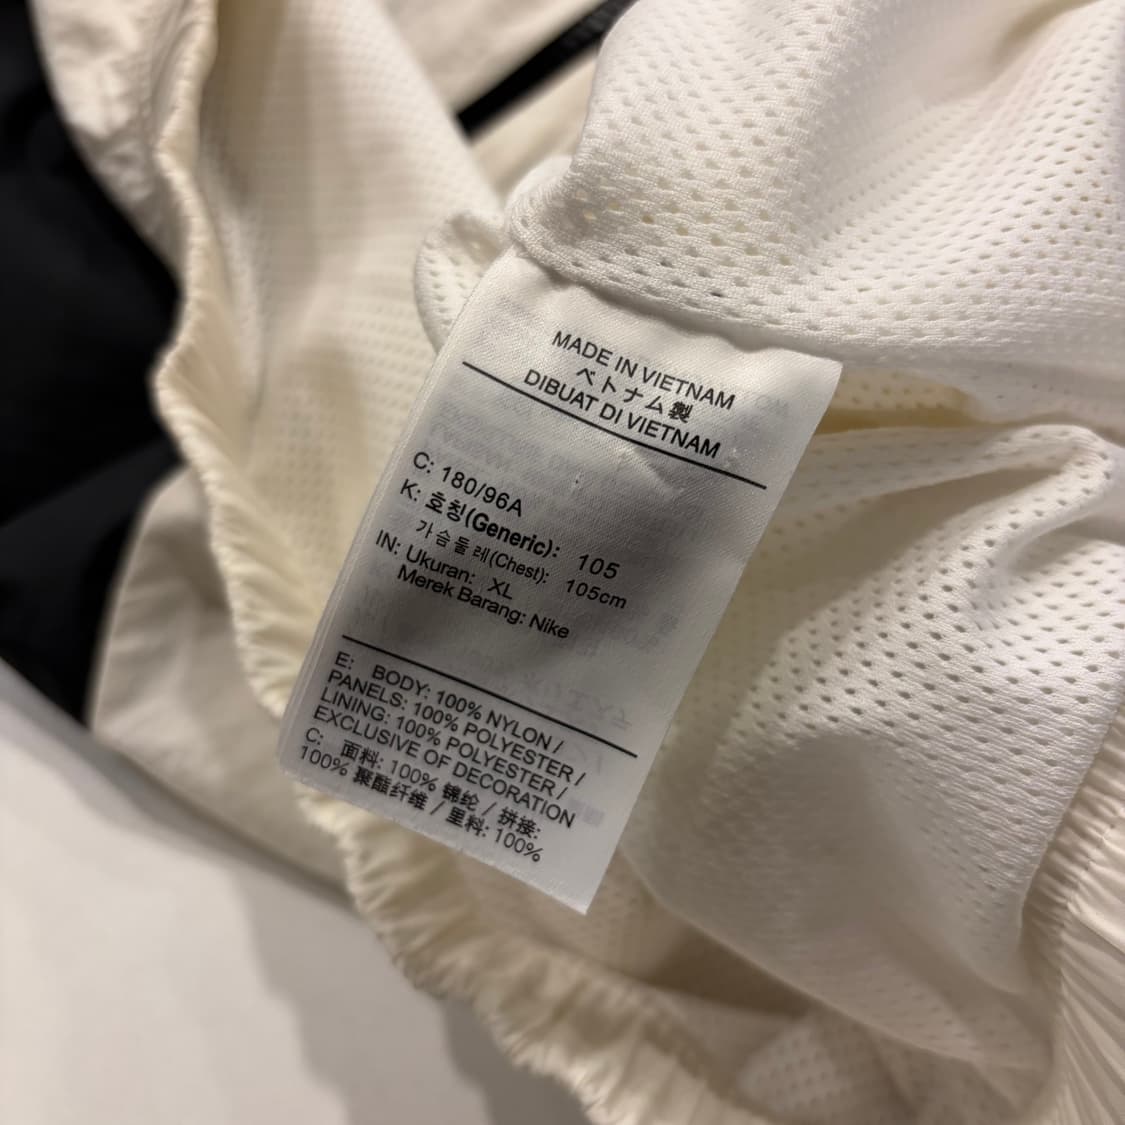 MADE IN VIETNAM
ベトナム製
DIBUAT DI VIETNAM
C: 180/96A
K: 호칭(Generic): 105
가슴둘레(Chest): 105cm
IN: Ukuran: XL
Merek Barang: Nike
E: BODY: 100% NYLON /
PANELS: 100% POLYESTER /
LINING: 100% POLYESTER /
EXCLUSIVE OF DECORATION
C: 面料: 100% 锦纶 / 拼接:
100% 聚酯纤维 / 里料: 100%